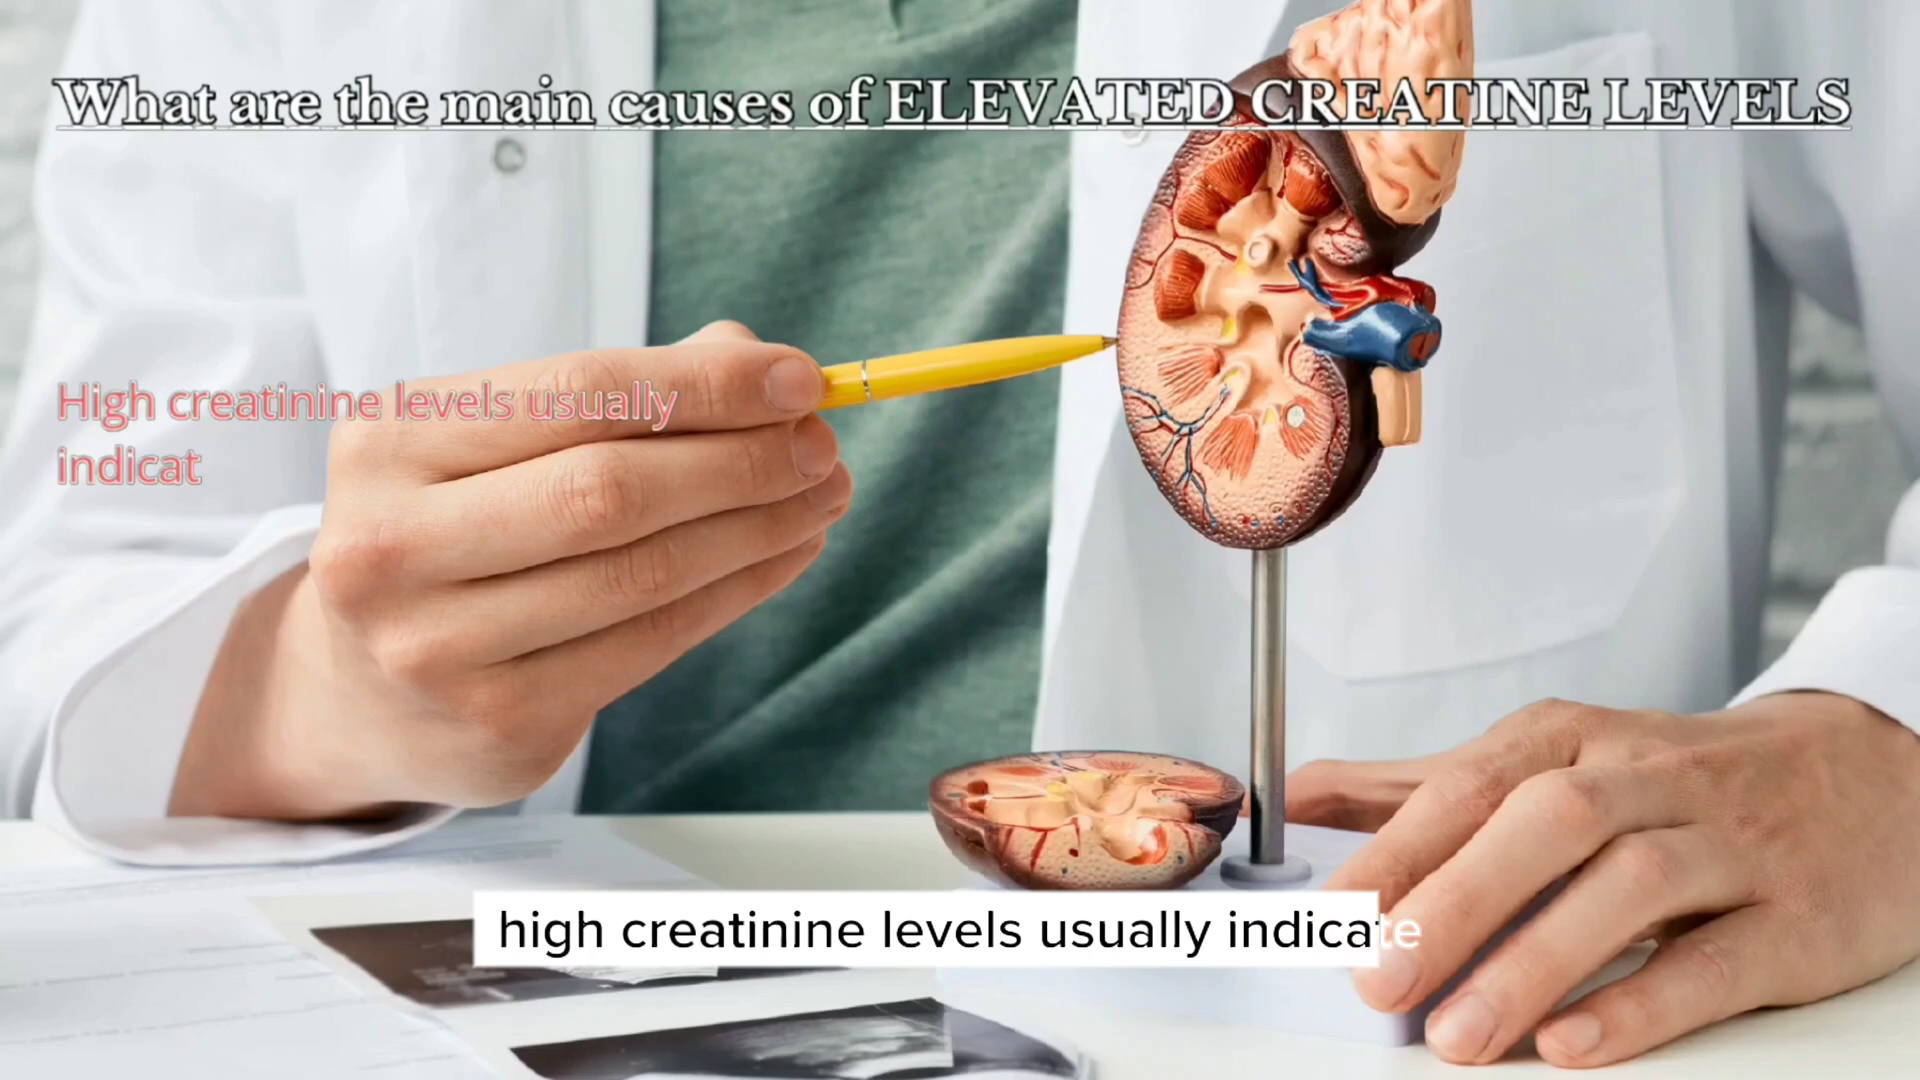 What are the main causes of ELEVATED CREATINE LEVELS
High creatinine levels usually
indicat
high creatinine levels usually indicate